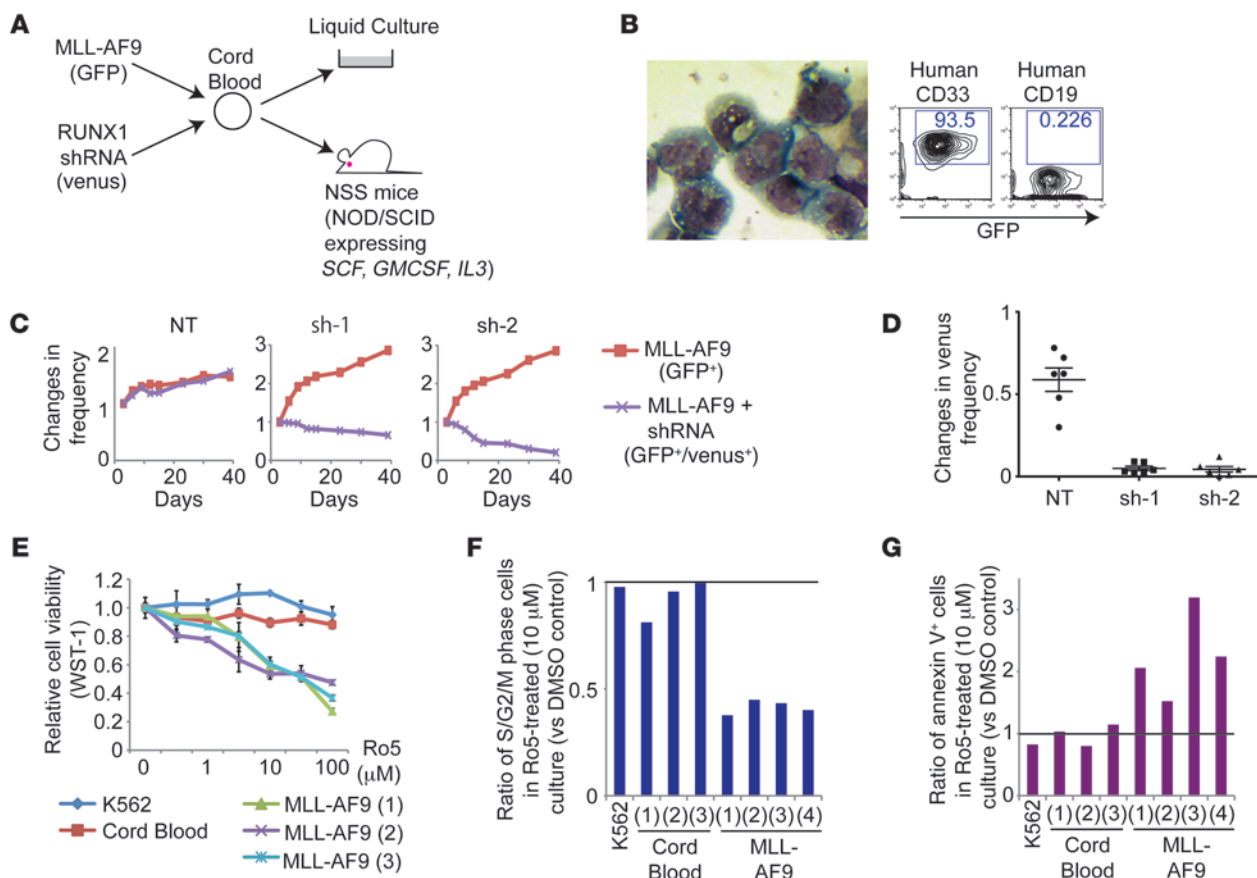 A
MLL-AF9
(GFP)
RUNX1
shRNA
(venus)
Cord
Blood
Liquid Culture
NSS mice
(NOD/SCID
expressing
SCF, GMCSF, IL3)
B
Human
CD33
93.5
Human
CD19
0.226
GFP
C
Changes in
frequency
NT
2
1
0
0 20 40
Days
sh-1
3
2
1
0
0 20 40
Days
sh-2
3
2
1
0
0 20 40
Days
MLL-AF9
(GFP+)
MLL-AF9 +
shRNA
(GFP+/venus+)
D
Changes in venus
frequency
1
0.5
0
NT sh-1 sh-2
E
Relative cell viability
(WST-1)
1.2
1.0
0.8
0.6
0.4
0.2
0
0 1 10 100
Ro5
(μM)
K562
Cord Blood
MLL-AF9 (1)
MLL-AF9 (2)
MLL-AF9 (3)
F
Ratio of S/G2/M phase cells
in Ro5-treated (10 μM)
culture (vs DMSO control)
1
0.5
0
K562
(1) (2) (3)
Cord
Blood
(1) (2) (3) (4)
MLL-
AF9
G
Ratio of annexin V+ cells
in Ro5-treated (10 μM)
culture (vs DMSO control)
3
2
1
0
K562
(1) (2) (3)
Cord
Blood
(1) (2) (3) (4)
MLL-
AF9